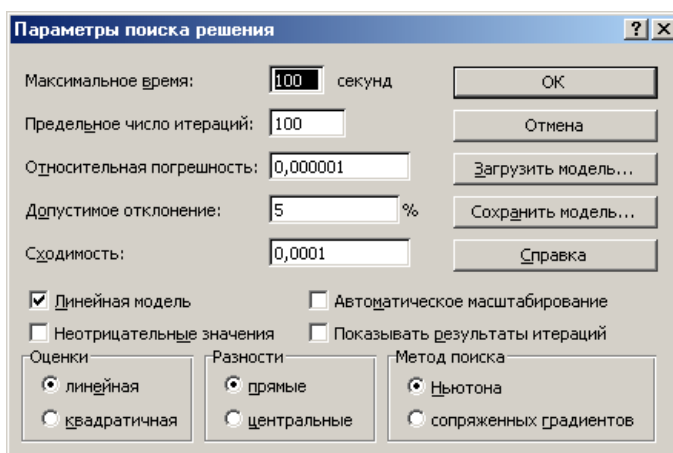 Параметры поиска решения
Максимальное время: 100 секунд OK
Предельное число итераций: 100 Отмена
Относительная погрешность: 0,000001 Загрузить модель...
Допустимое отклонение: 5 % Сохранить модель...
Сходимость: 0,0001 Справка
Линейная модель Автоматическое масштабирование
Неотрицательные значения Показывать результаты итераций
Оценки Разности Метод поиска
линейная прямые Ньютона
квадратичная центральные сопряженных градиентов